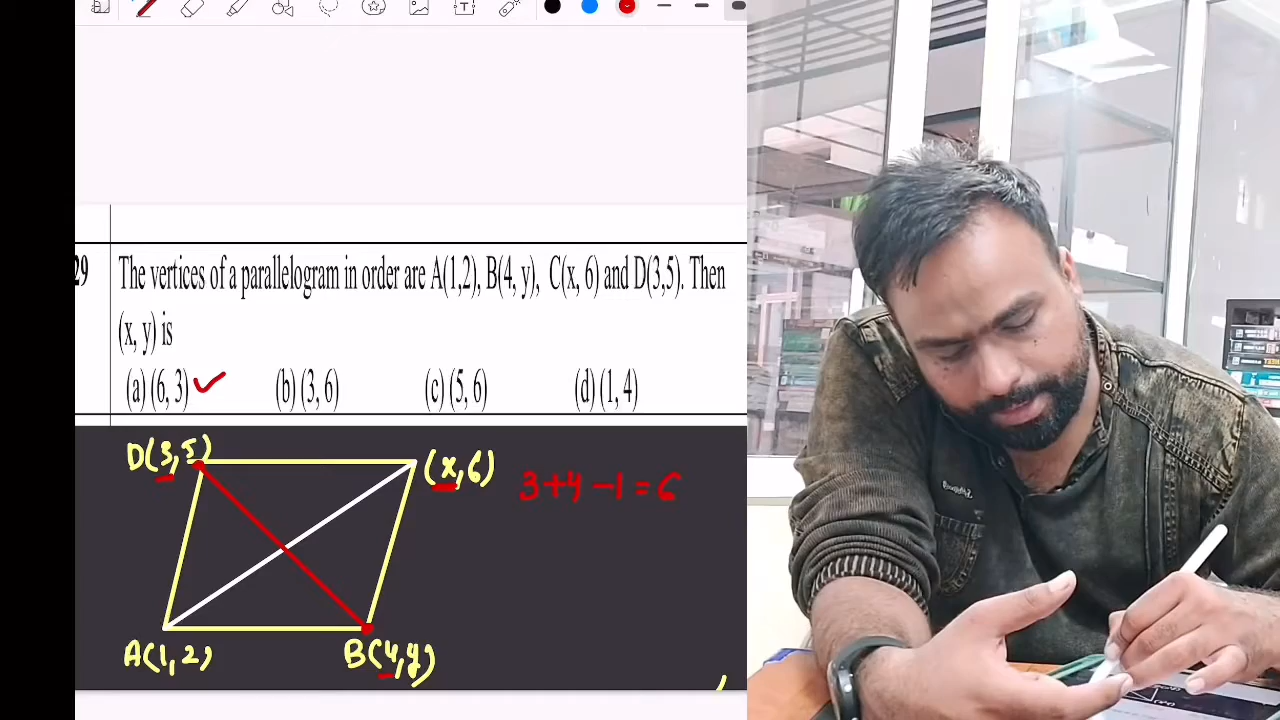 29 The vertices of a parallelogram in order are A(1,2), B(4, y), C(x, 6) and D(3,5). Then
(x, y) is
(a) (6, 3) ✓ (b) (3, 6) (c) (5, 6) (d) (1, 4)
D(3,5) (x,6) 3+4-1=6
A(1,2) B(4,y)